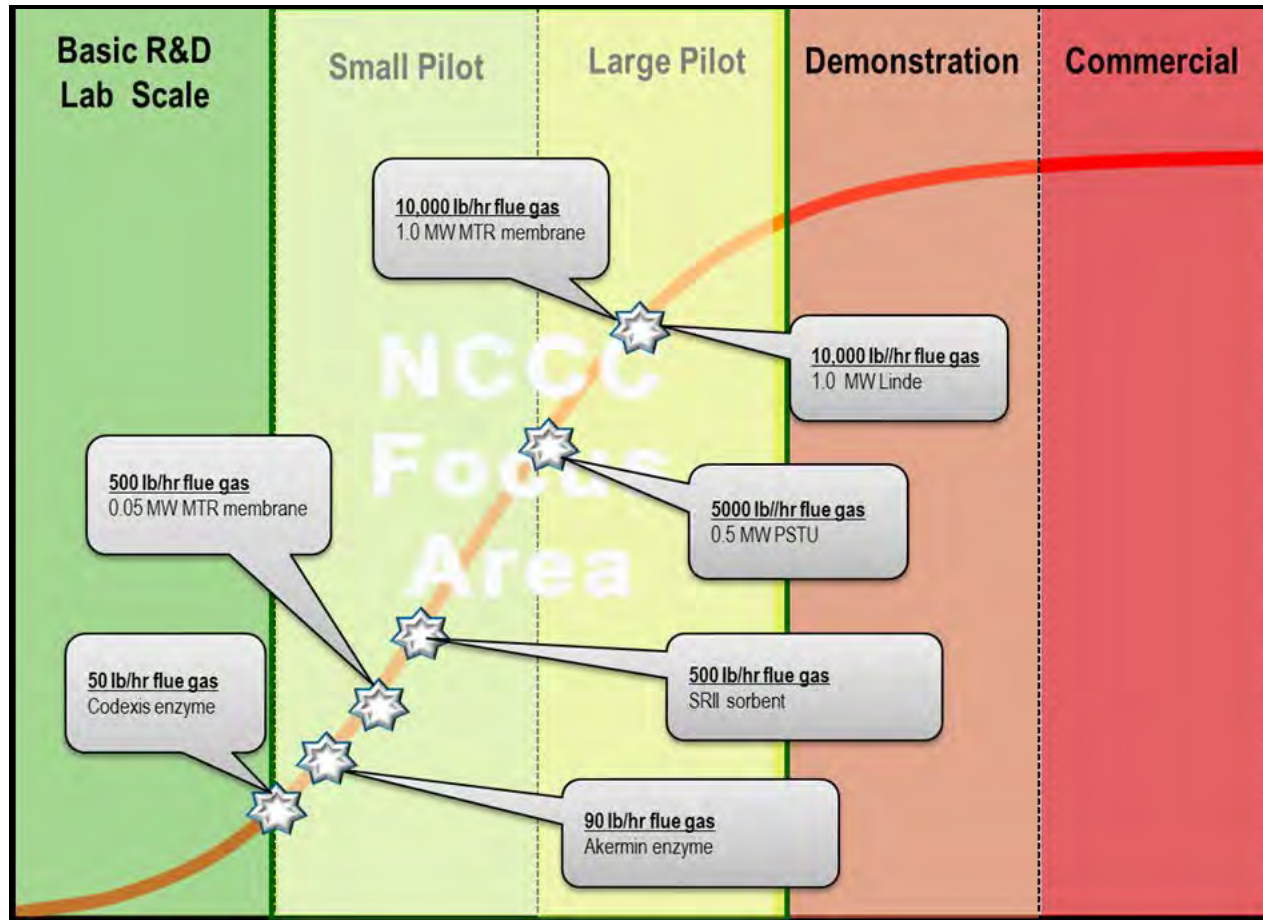 Basic R&D
Lab Scale
Small Pilot
Large Pilot
Demonstration
Commercial
10,000 lb/hr flue gas
1.0 MW MTR membrane
NCCC
Focus
Area
10,000 lb//hr flue gas
1.0 MW Linde
500 lb/hr flue gas
0.05 MW MTR membrane
5000 lb//hr flue gas
0.5 MW PSTU
50 lb/hr flue gas
Codexis enzyme
500 lb/hr flue gas
SRII sorbent
90 lb/hr flue gas
Akermin enzyme